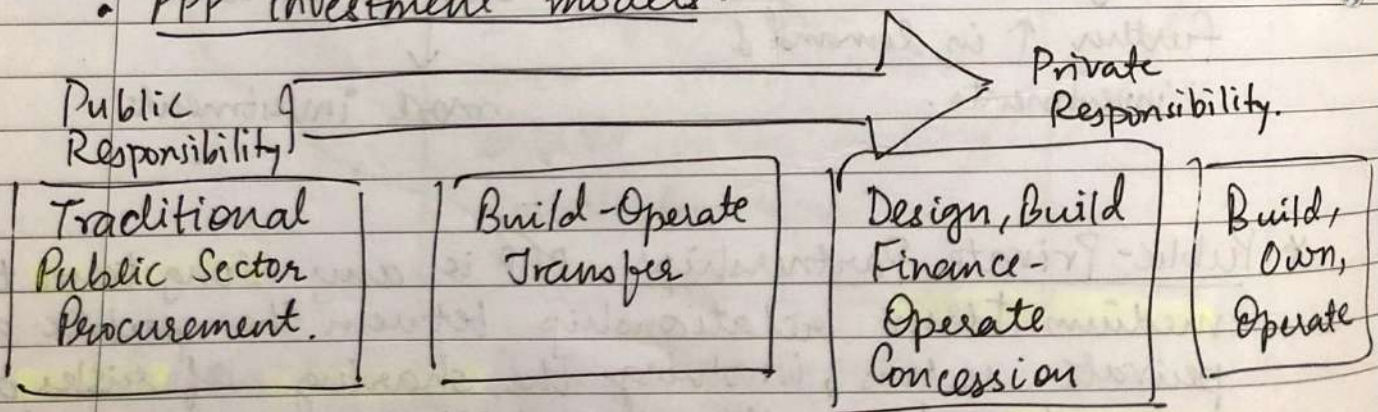 • PPP investment models
Public
Responsibility
Private
Responsibility.
Traditional
Public Sector
Procurement.
Build-Operate
Transfer
Design, Build
Finance-
Operate
Concession
Build,
Own,
Operate